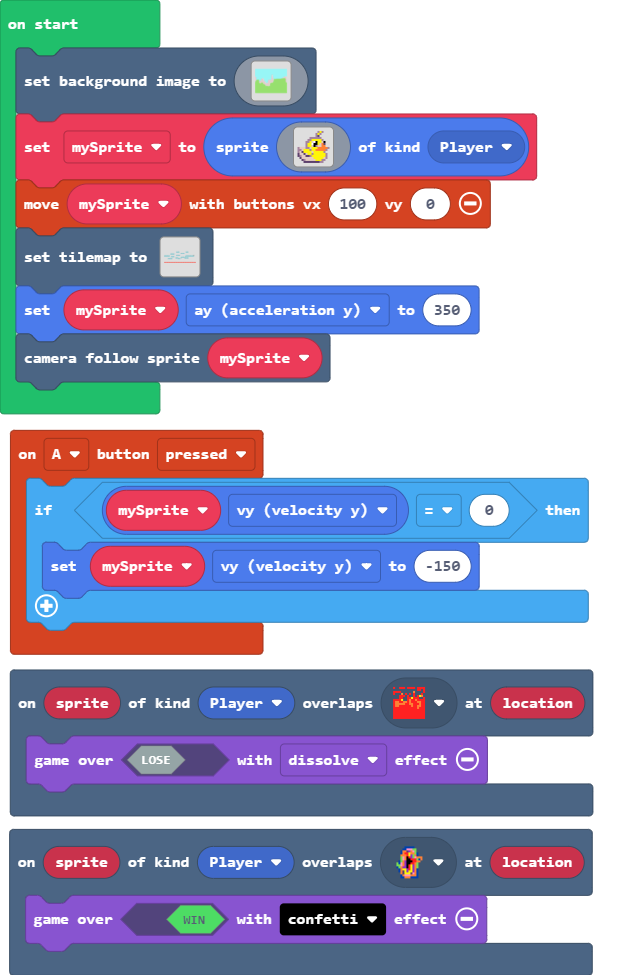 on start
set background image to
set mySprite to sprite of kind Player
move mySprite with buttons vx 100 vy 0
set tilemap to
set mySprite ay (acceleration y) to 350
camera follow sprite mySprite
on A button pressed
if mySprite vy (velocity y) = 0 then
set mySprite vy (velocity y) to -150
on sprite of kind Player overlaps at location
game over LOSE with dissolve effect
on sprite of kind Player overlaps at location
game over WIN with confetti effect